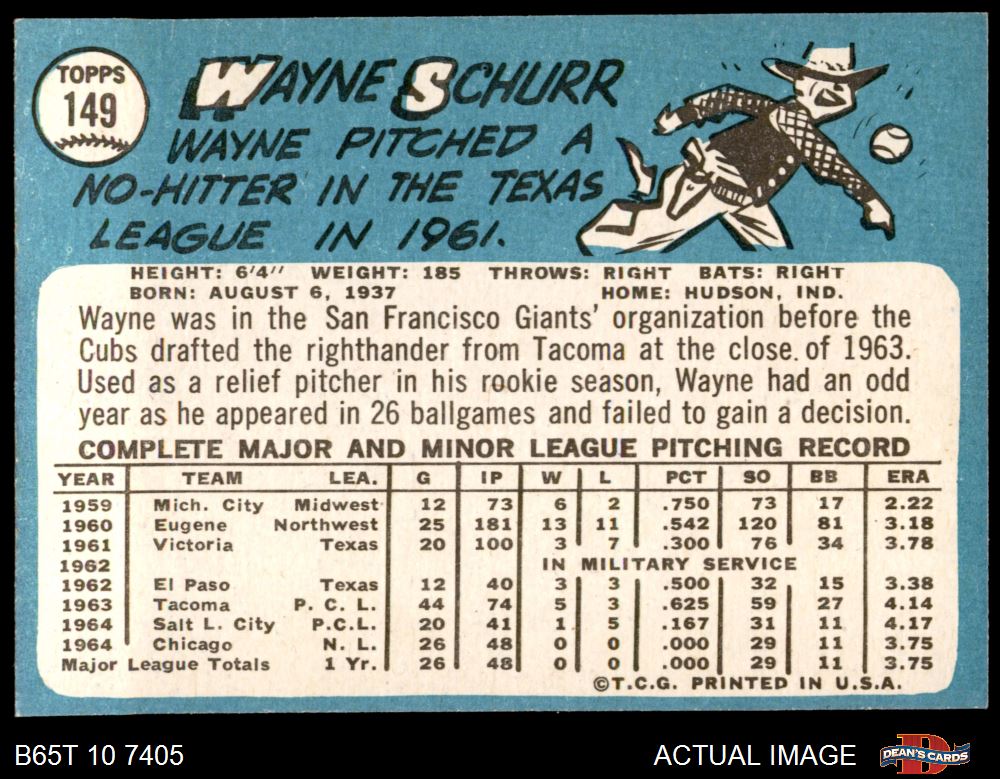 TOPPS
149
WAYNE SCHURR
WAYNE PITCHED A
NO-HITTER IN THE TEXAS
LEAGUE IN 1961.
HEIGHT: 6'4" WEIGHT: 185 THROWS: RIGHT BATS: RIGHT
BORN: AUGUST 6, 1937 HOME: HUDSON, IND.
Wayne was in the San Francisco Giants' organization before the
Cubs drafted the righthander from Tacoma at the close of 1963.
Used as a relief pitcher in his rookie season, Wayne had an odd
year as he appeared in 26 ballgames and failed to gain a decision.
COMPLETE MAJOR AND MINOR LEAGUE PITCHING RECORD
YEAR TEAM LEA. G IP W L PCT SO BB ERA
1959 Mich. City Midwest 12 73 6 2 .750 73 17 2.22
1960 Eugene Northwest 25 181 13 11 .542 120 81 3.18
1961 Victoria Texas 20 100 3 7 .300 76 34 3.78
1962 IN MILITARY SERVICE
1962 El Paso Texas 12 40 3 3 .500 32 15 3.38
1963 Tacoma P. C. L. 44 74 5 3 .625 59 27 4.14
1964 Salt L. City P.C.L. 20 41 1 5 .167 31 11 4.17
1964 Chicago N. L. 26 48 0 0 .000 29 11 3.75
Major League Totals 1 Yr. 26 48 0 0 .000 29 11 3.75
©T.C.G. PRINTED IN U.S.A.
B65T 10 7405 ACTUAL IMAGE DEAN'S CARDS